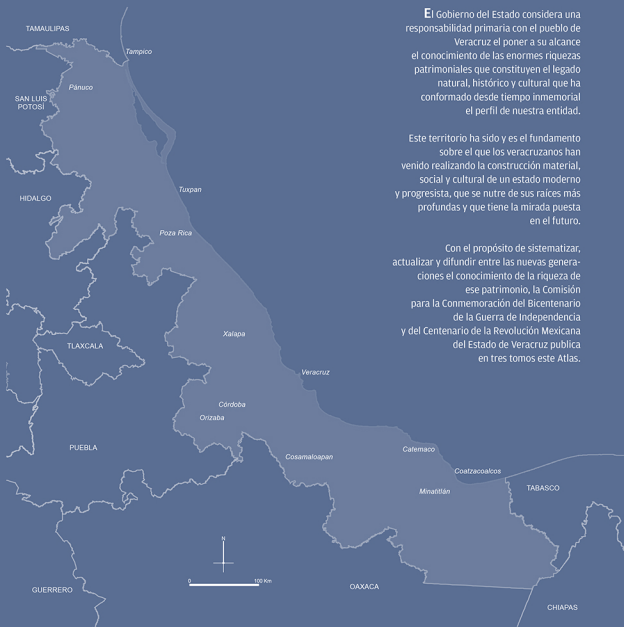 El Gobierno del Estado considera una
responsabilidad primaria con el pueblo de
Veracruz el poner a su alcance
el conocimiento de las enormes riquezas
patrimoniales que constituyen el legado
natural, histórico y cultural que ha
conformado desde tiempo inmemorial
el perfil de nuestra entidad.
Este territorio ha sido y es el fundamento
sobre el que los veracruzanos han
venido realizando la construcción material,
social y cultural de un estado moderno
y progresista, que se nutre de sus raíces más
profundas y que tiene la mirada puesta
en el futuro.
Con el propósito de sistematizar,
actualizar y difundir entre las nuevas genera-
ciones el conocimiento de la riqueza de
ese patrimonio, la Comisión
para la Conmemoración del Bicentenario
de la Guerra de Independencia
y del Centenario de la Revolución Mexicana
del Estado de Veracruz publica
en tres tomos este Atlas.
TAMAULIPAS
Tampico
Pánuco
SAN LUIS
POTOSÍ
Tuxpan
HIDALGO
Poza Rica
Xalapa
TLAXCALA
Veracruz
Córdoba
Orizaba
PUEBLA
Catemaco
Cosamaloapan
Coatzacoalcos
Minatitlán
TABASCO
N
0 100 Km
GUERRERO
OAXACA
CHIAPAS